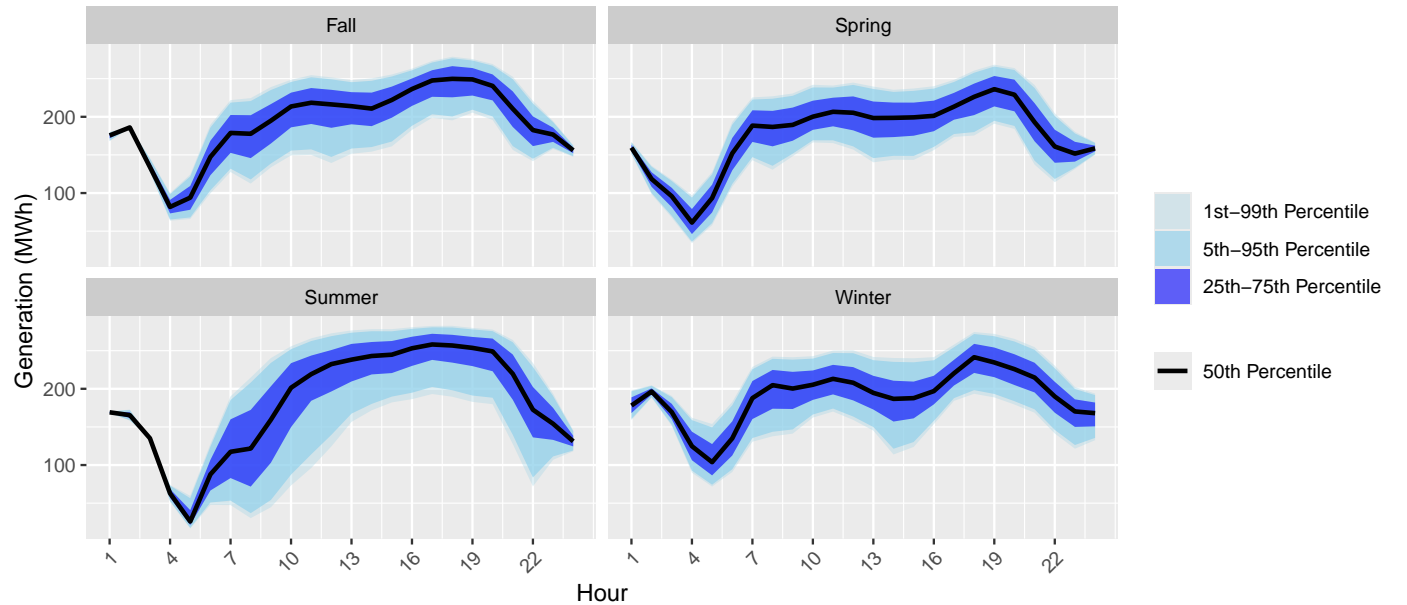 Fall
Spring
200
100
Summer
Winter
200
100
1
4
7
10
13
16
19
22
1
4
7
10
13
16
19
22
Hour
Generation (MWh)
1st–99th Percentile
5th–95th Percentile
25th–75th Percentile
50th Percentile